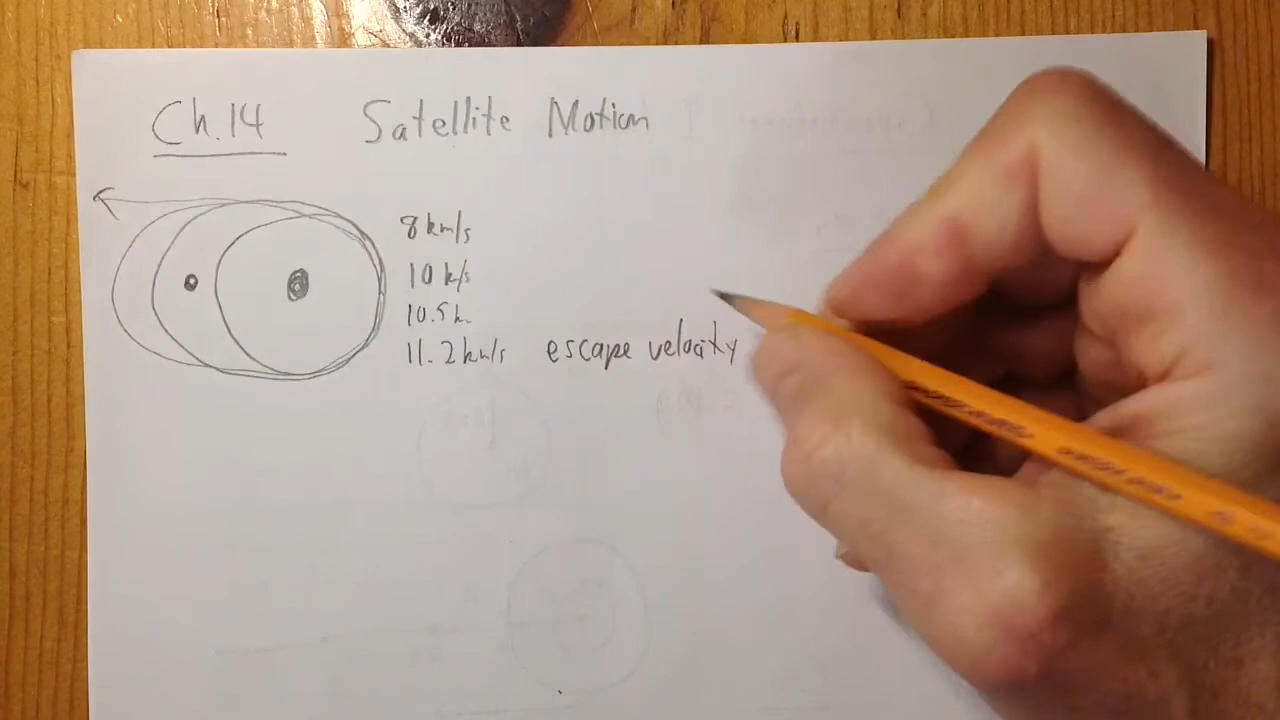 Ch.14 Satellite Motion
8 km/s
10 k/s
10.5 k
11.2 km/s escape velocity